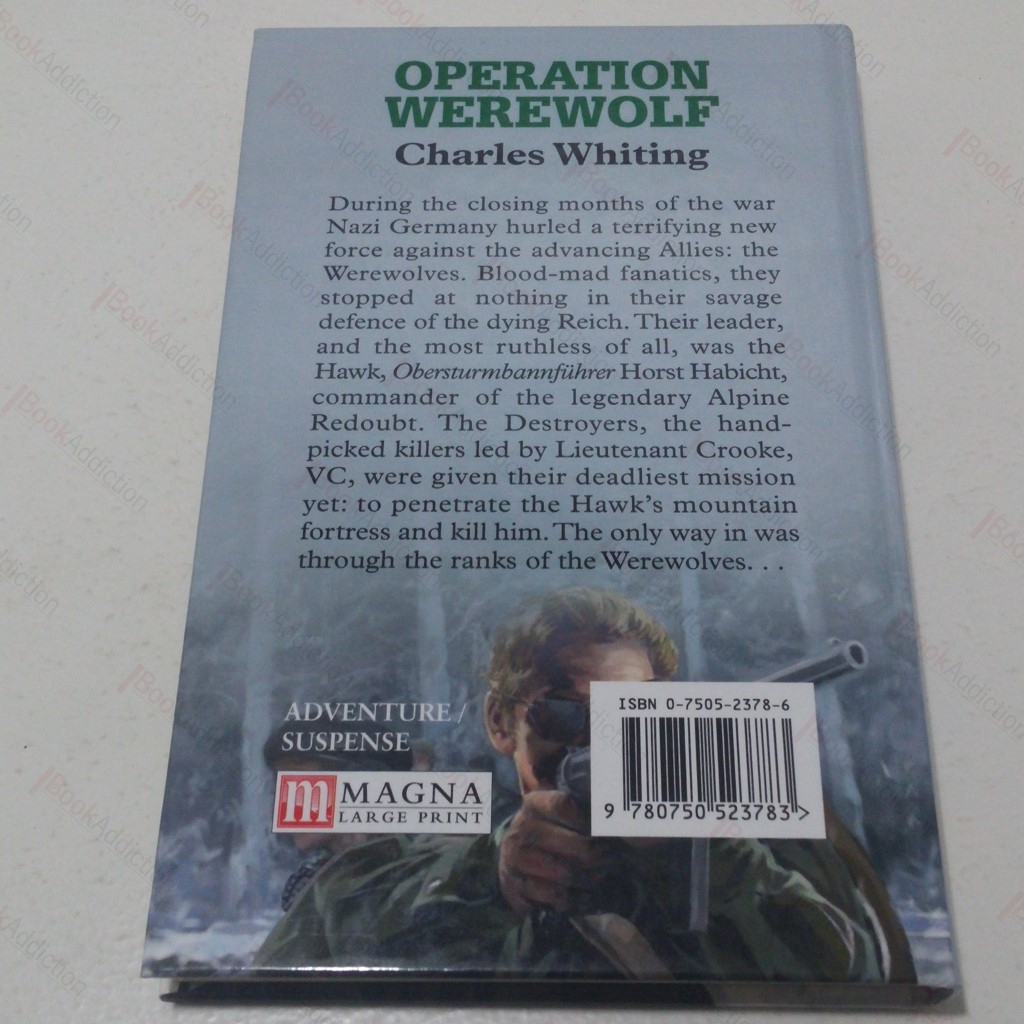 OPERATION
WEREWOLF
Charles Whiting
During the closing months of the war
Nazi Germany hurled a terrifying new
force against the advancing Allies: the
Werewolves. Blood-mad fanatics, they
stopped at nothing in their savage
defence of the dying Reich. Their leader,
and the most ruthless of all, was the
Hawk, Obersturmbannführer Horst Habicht,
commander of the legendary Alpine
Redoubt. The Destroyers, the hand-
picked killers led by Lieutenant Crooke,
VC, were given their deadliest mission
yet: to penetrate the Hawk's mountain
fortress and kill him. The only way in was
through the ranks of the Werewolves. . .
ADVENTURE /
SUSPENSE
m MAGNA
LARGE PRINT
ISBN 0-7505-2378-6
9 780750 523783 >
BookAddiction